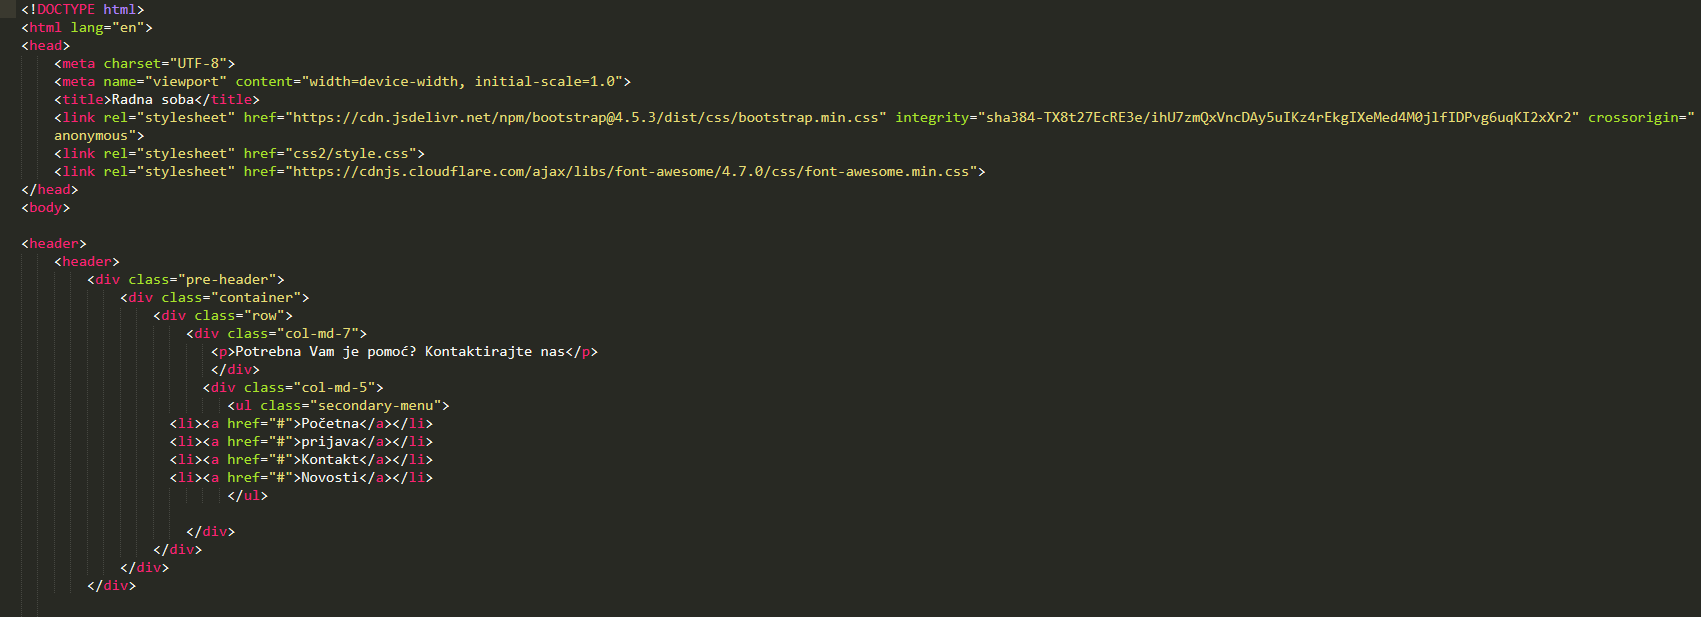 <!DOCTYPE html>
<html lang="en">
<head>
    <meta charset="UTF-8">
    <meta name="viewport" content="width=device-width, initial-scale=1.0">
    <title>Radna soba</title>
    <link rel="stylesheet" href="https://cdn.jsdelivr.net/npm/bootstrap@4.5.3/dist/css/bootstrap.min.css" integrity="sha384-TX8t27EcRE3e/ihU7zmQxVncDAy5uIKz4rEkgIXeMed4M0jlfIDPvg6uqKI2xXr2" crossorigin="
    anonymous">
    <link rel="stylesheet" href="css2/style.css">
    <link rel="stylesheet" href="https://cdnjs.cloudflare.com/ajax/libs/font-awesome/4.7.0/css/font-awesome.min.css">
</head>
<body>
<header>
    <header>
        <div class="pre-header">
            <div class="container">
                <div class="row">
                    <div class="col-md-7">
                       <p>Potrebna Vam je pomoć? Kontaktirajte nas</p>
                       </div>
                      <div class="col-md-5">
                         <ul class="secondary-menu">
                  <li><a href="#">Početna</a></li>
                  <li><a href="#">prijava</a></li>
                  <li><a href="#">Kontakt</a></li>
                  <li><a href="#">Novosti</a></li>
                         </ul>
                    </div>
                </div>
            </div>
        </div>